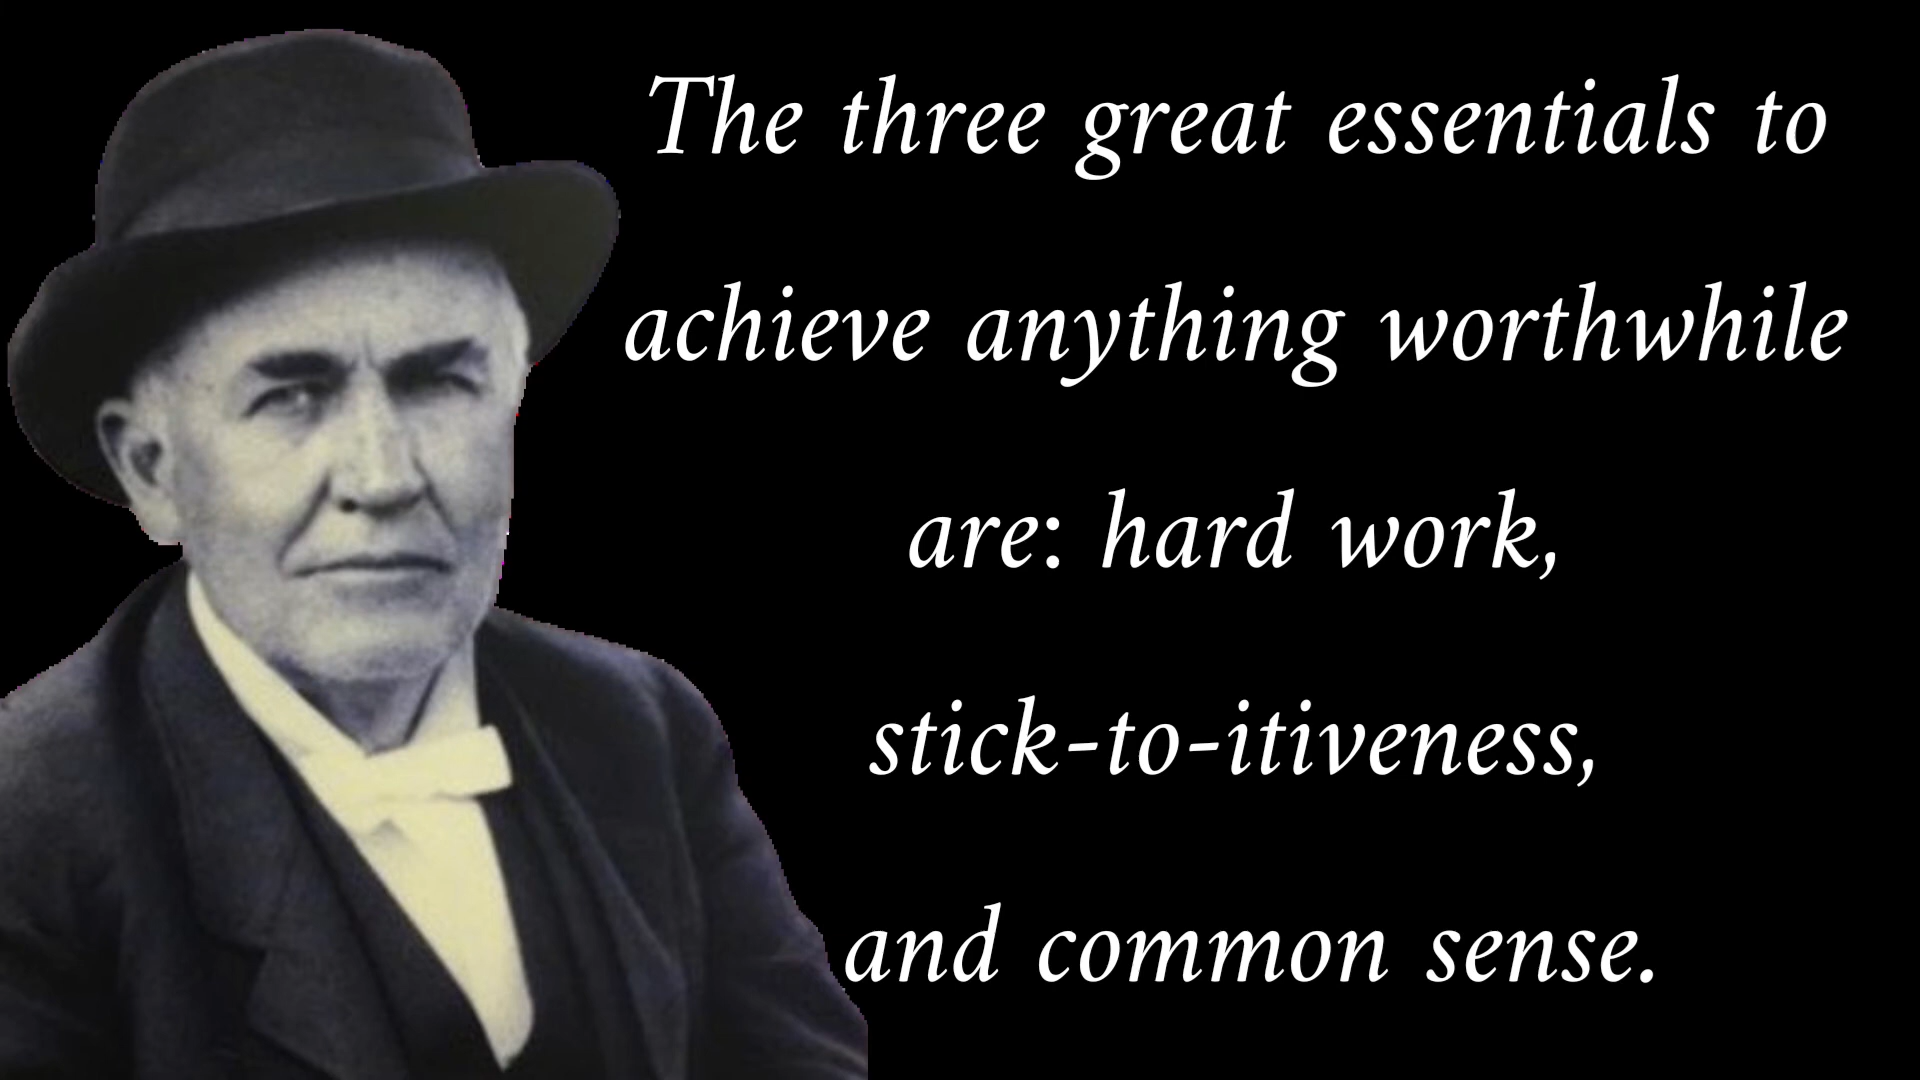 The three great essentials to
achieve anything worthwhile
are: hard work,
stick-to-itiveness,
and common sense.